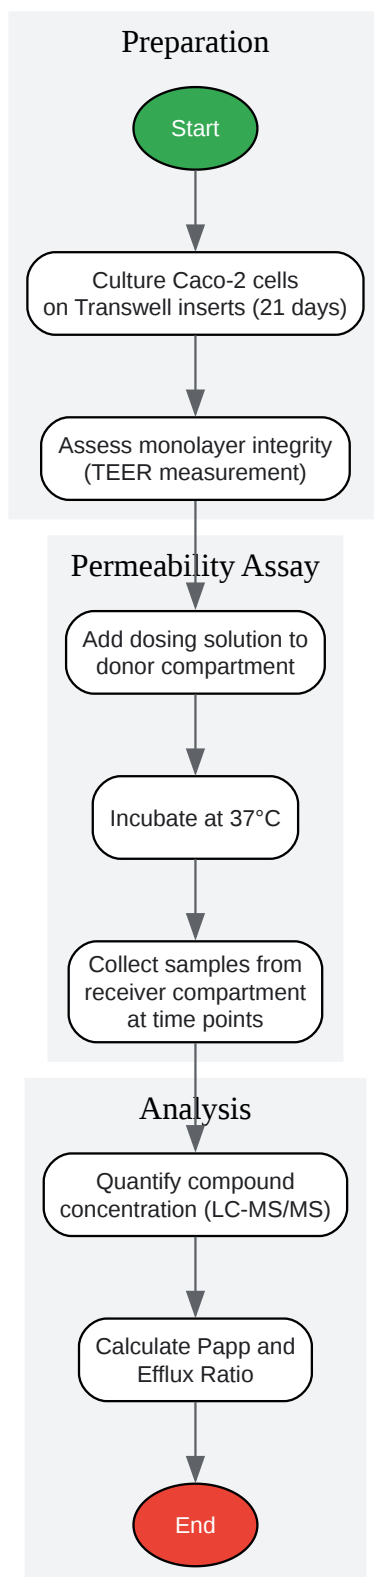 Preparation
Start
Culture Caco-2 cells
on Transwell inserts (21 days)
Assess monolayer integrity
(TEER measurement)
Permeability Assay
Add dosing solution to
donor compartment
Incubate at 37°C
Collect samples from
receiver compartment
at time points
Analysis
Quantify compound
concentration (LC-MS/MS)
Calculate Papp and
Efflux Ratio
End